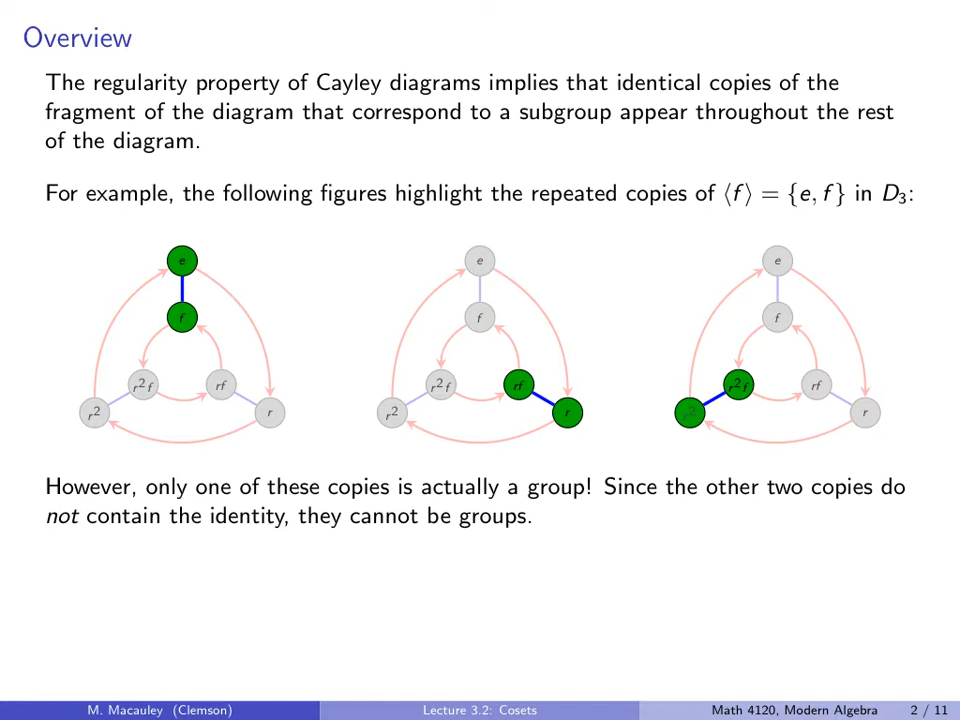 Overview
The regularity property of Cayley diagrams implies that identical copies of the
fragment of the diagram that correspond to a subgroup appear throughout the rest
of the diagram.
For example, the following figures highlight the repeated copies of ⟨f⟩ = {e, f} in D₃:
e e e
f f f
r²f rf r²f rf r²f rf
r² r r² r r² r
However, only one of these copies is actually a group! Since the other two copies do
not contain the identity, they cannot be groups.
M. Macauley (Clemson) Lecture 3.2: Cosets Math 4120, Modern Algebra 2 / 11